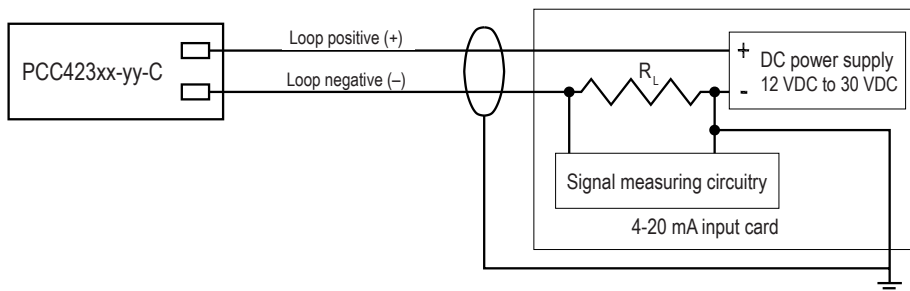 Loop positive (+)
PCC423xx-yy-C
Loop negative (–)
+
DC power supply
12 VDC to 30 VDC
-
RL
Signal measuring circuitry
4-20 mA input card